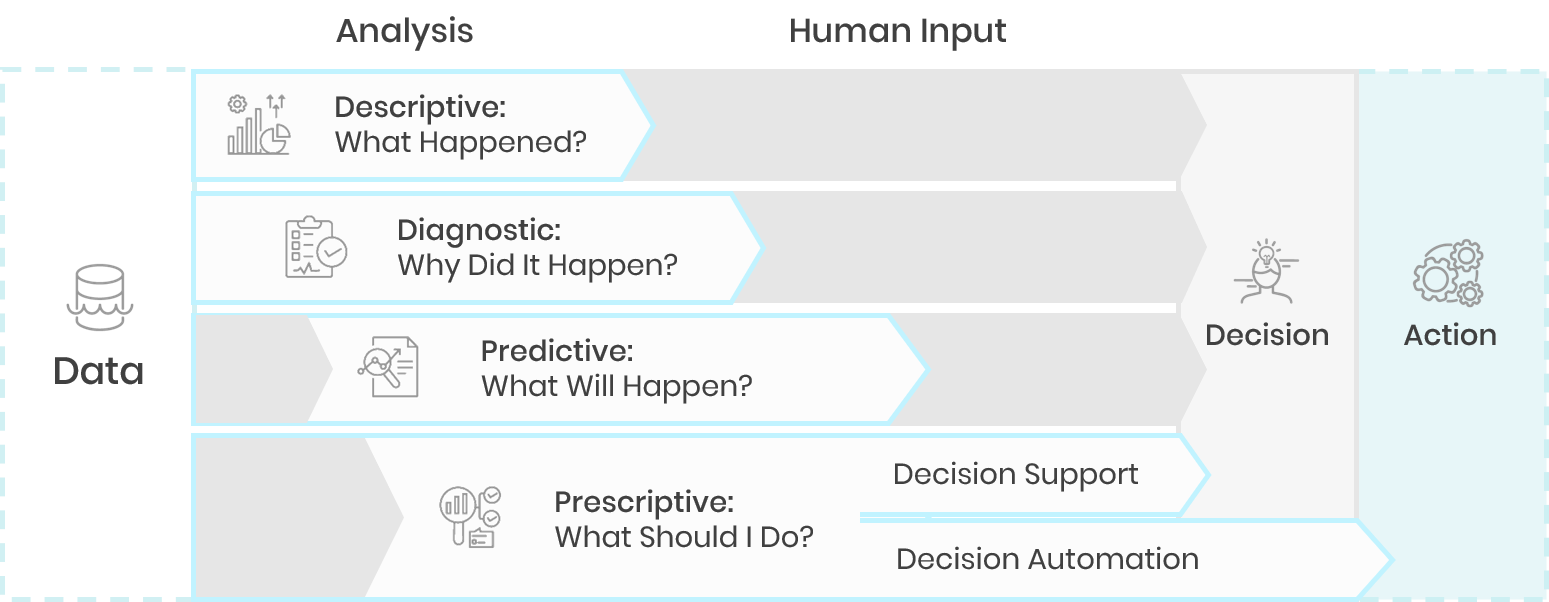 Analysis
Human Input
Descriptive:
What Happened?
Diagnostic:
Why Did It Happen?
Data
Predictive:
What Will Happen?
Decision
Action
Prescriptive:
What Should I Do?
Decision Support
Decision Automation